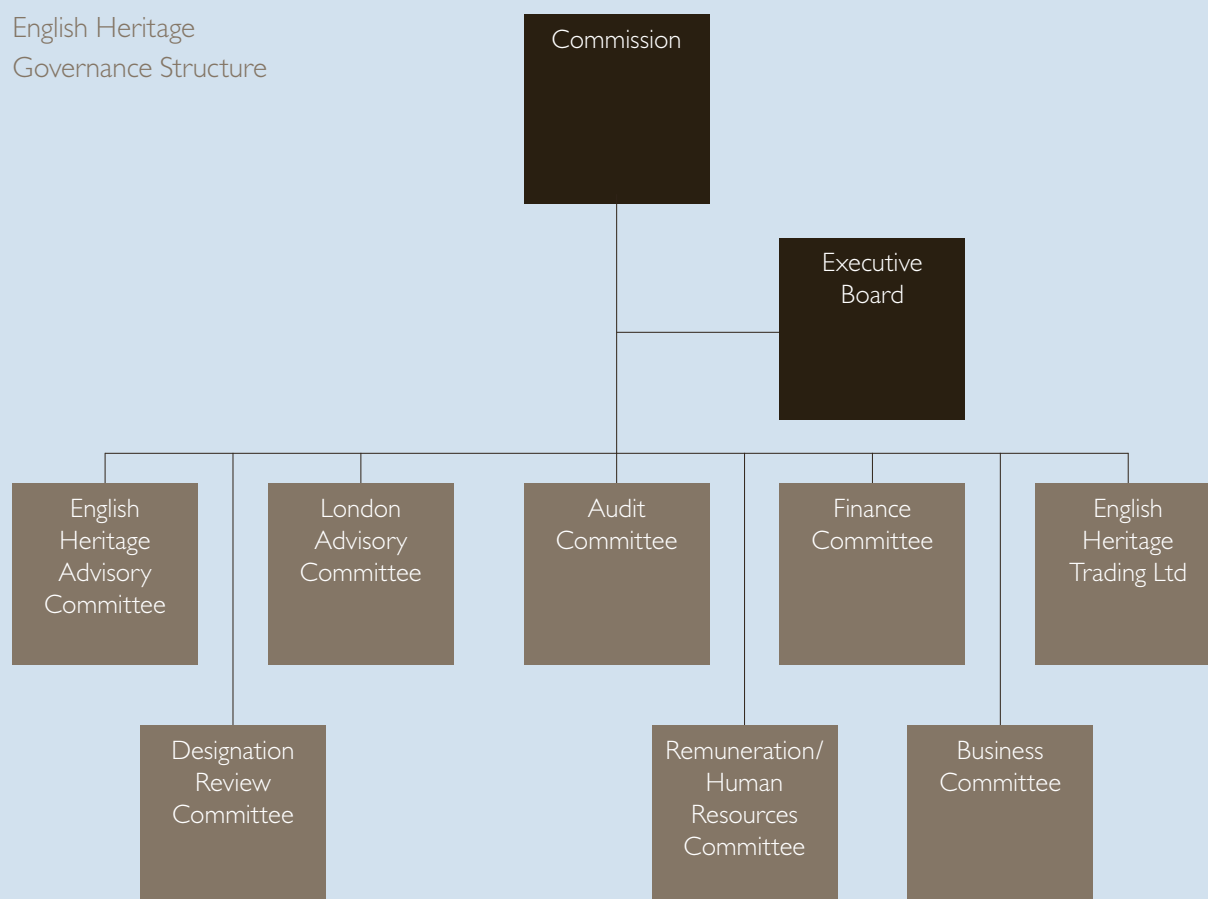 English Heritage
Governance Structure
Commission
Executive
Board
English
Heritage
Advisory
Committee
London
Advisory
Committee
Audit
Committee
Finance
Committee
English
Heritage
Trading Ltd
Designation
Review
Committee
Remuneration/
Human
Resources
Committee
Business
Committee